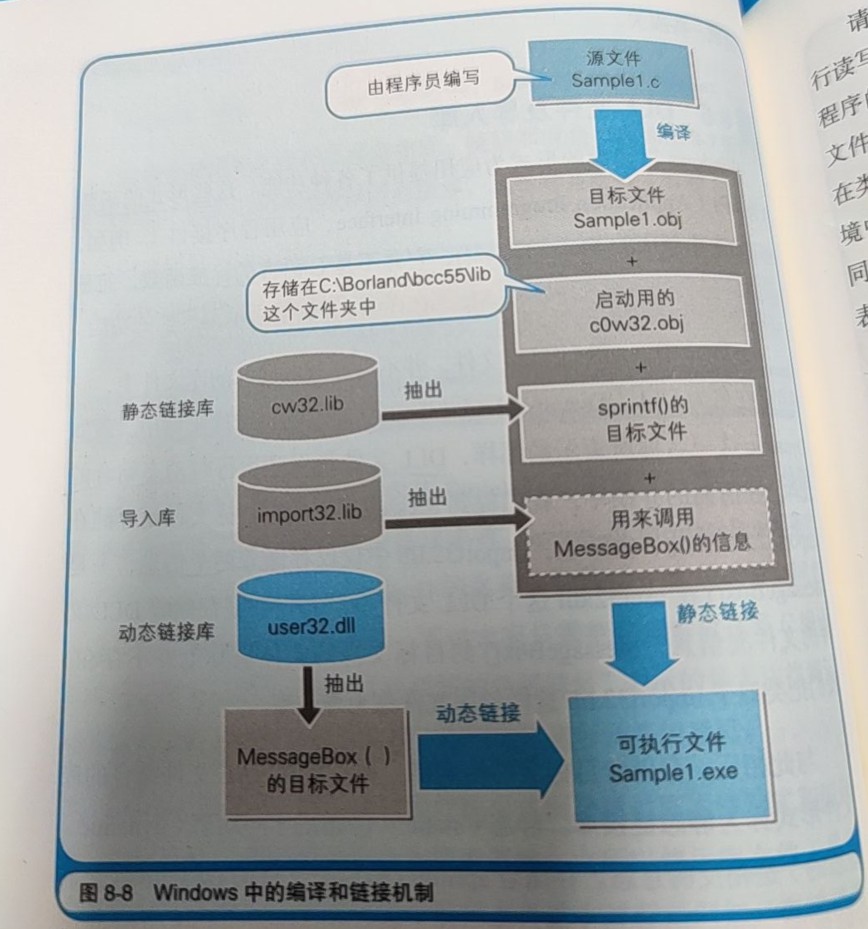 由程序员编写
源文件
Sample1.c
编译
目标文件
Sample1.obj
+
存储在C:\Borland\bcc55\lib
这个文件夹中
启动用的
c0w32.obj
+
静态链接库
cw32.lib
抽出
sprintf()的
目标文件
+
导入库
import32.lib
抽出
用来调用
MessageBox()的信息
动态链接库
user32.dll
静态链接
抽出
MessageBox ( )
的目标文件
动态链接
可执行文件
Sample1.exe
图 8-8 Windows 中的编译和链接机制
请
行读写
程序
文件
在类
境
同